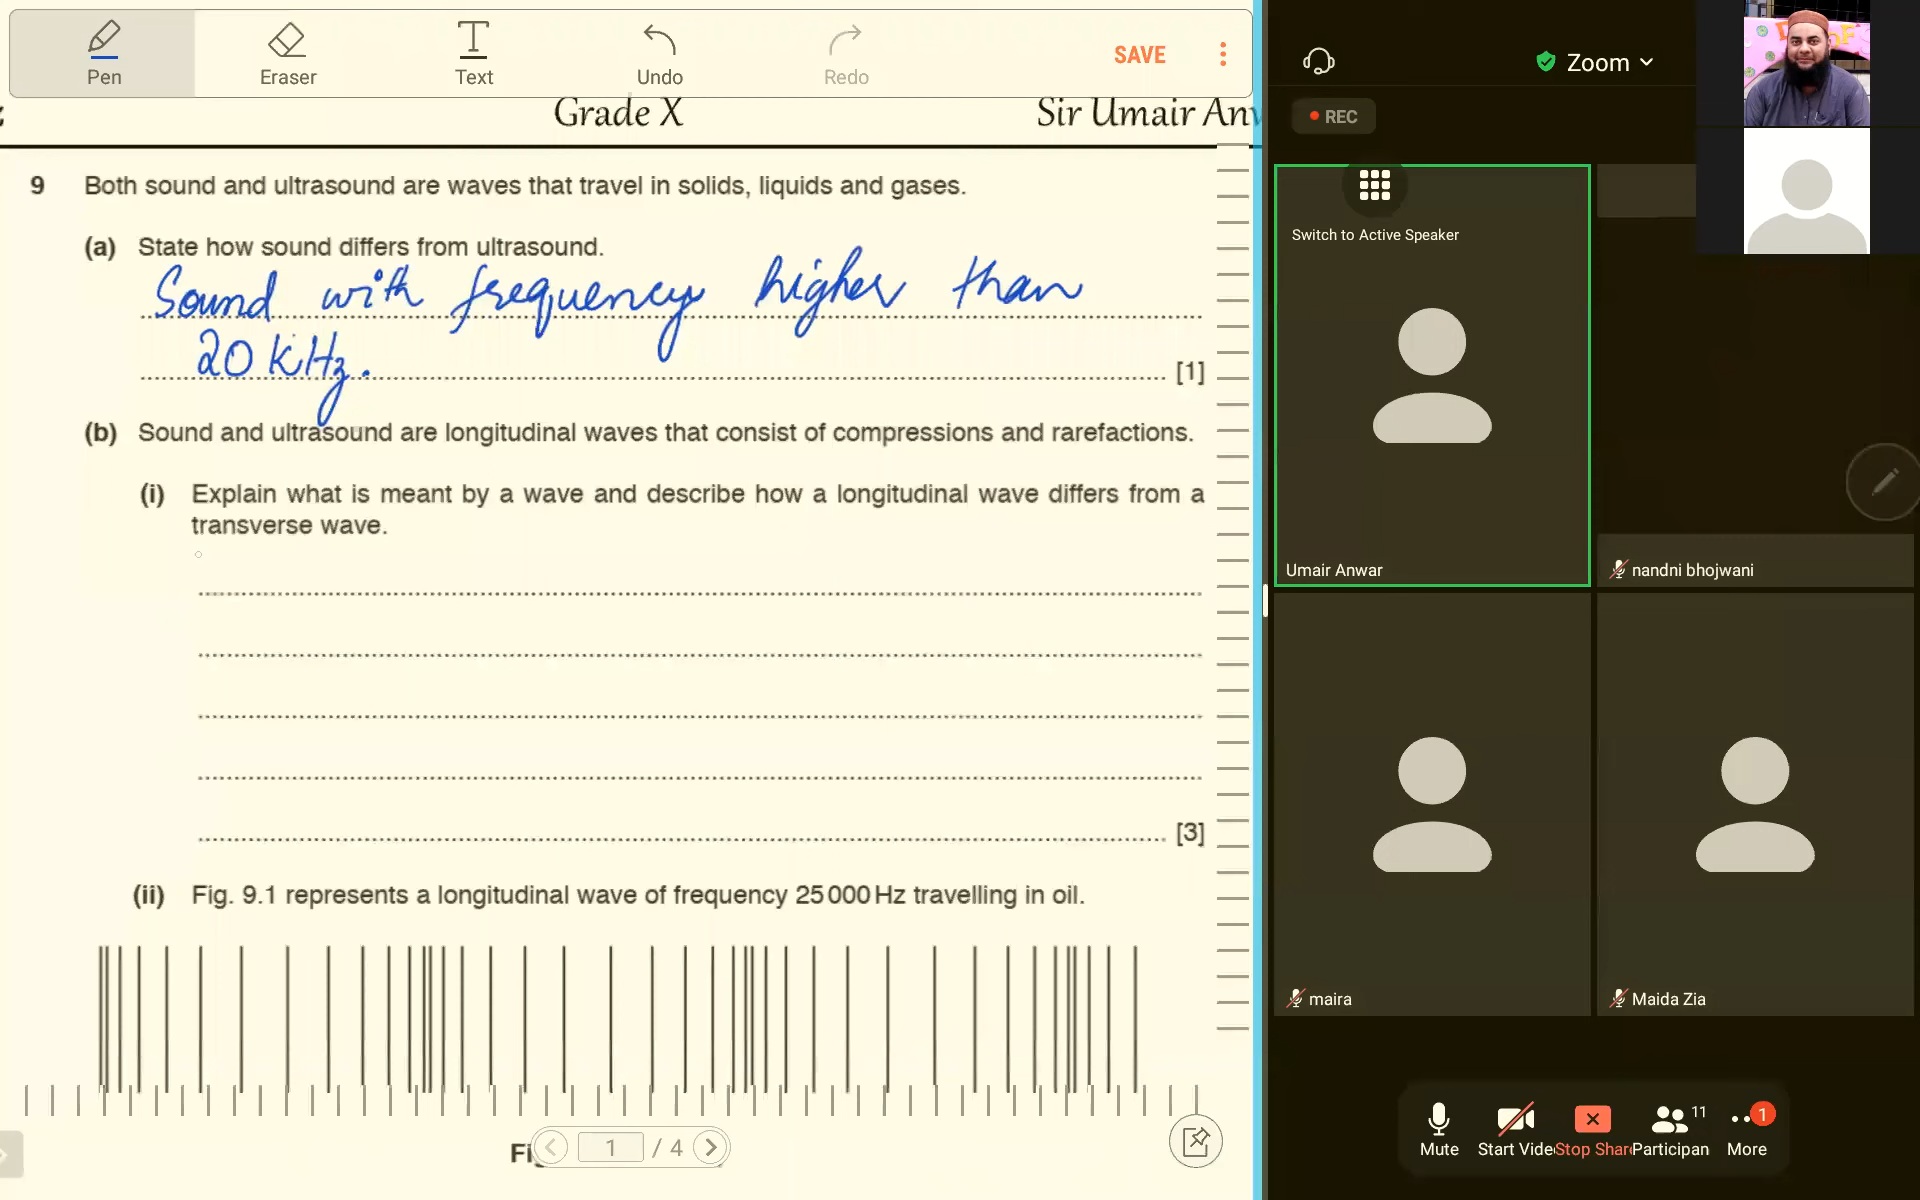 Pen
Eraser
Text
Undo
Redo
SAVE
Grade X
Sir Umair Anw
9 Both sound and ultrasound are waves that travel in solids, liquids and gases.
(a) State how sound differs from ultrasound.
Sound with frequency higher than
20 kHz.
[1]
(b) Sound and ultrasound are longitudinal waves that consist of compressions and rarefactions.
(i) Explain what is meant by a wave and describe how a longitudinal wave differs from a
transverse wave.
[3]
(ii) Fig. 9.1 represents a longitudinal wave of frequency 25 000 Hz travelling in oil.
1 / 4
Zoom
REC
Switch to Active Speaker
Umair Anwar
nandni bhojwani
maira
Maida Zia
11
1
Mute
Start Vide
Stop Shar
Participan
More